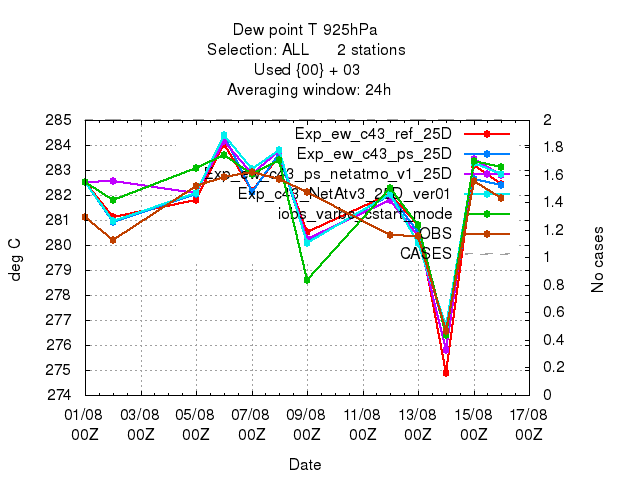 Dew point T 925hPa
Selection: ALL 2 stations
Used {00} + 03
Averaging window: 24h
285
284
283
282
281
280
279
278
277
276
275
274
deg C
2
1.8
1.6
1.4
1.2
1
0.8
0.6
0.4
0.2
0
No cases
Exp_ew_c43_ref_25D
Exp_ew_c43_ps_25D
Exp_ew_c43_ps_netatmo_v1_25D
Exp_ew_c43_NetAtv3_25D_ver01
OBS
CASES
01/08 03/08 05/08 07/08 09/08 11/08 13/08 15/08 17/08
00Z 00Z 00Z 00Z 00Z 00Z 00Z 00Z 00Z
Date